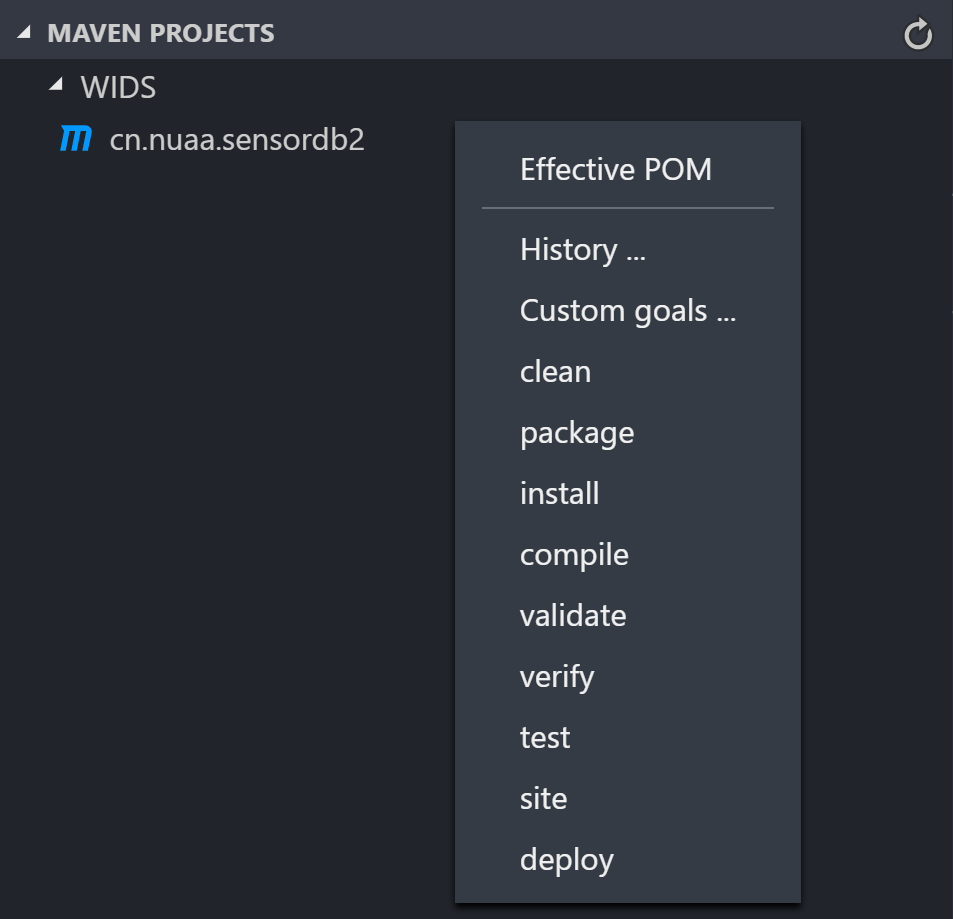 MAVEN PROJECTS
WIDS
cn.nuaa.sensordb2
Effective POM
History ...
Custom goals ...
clean
package
install
compile
validate
verify
test
site
deploy